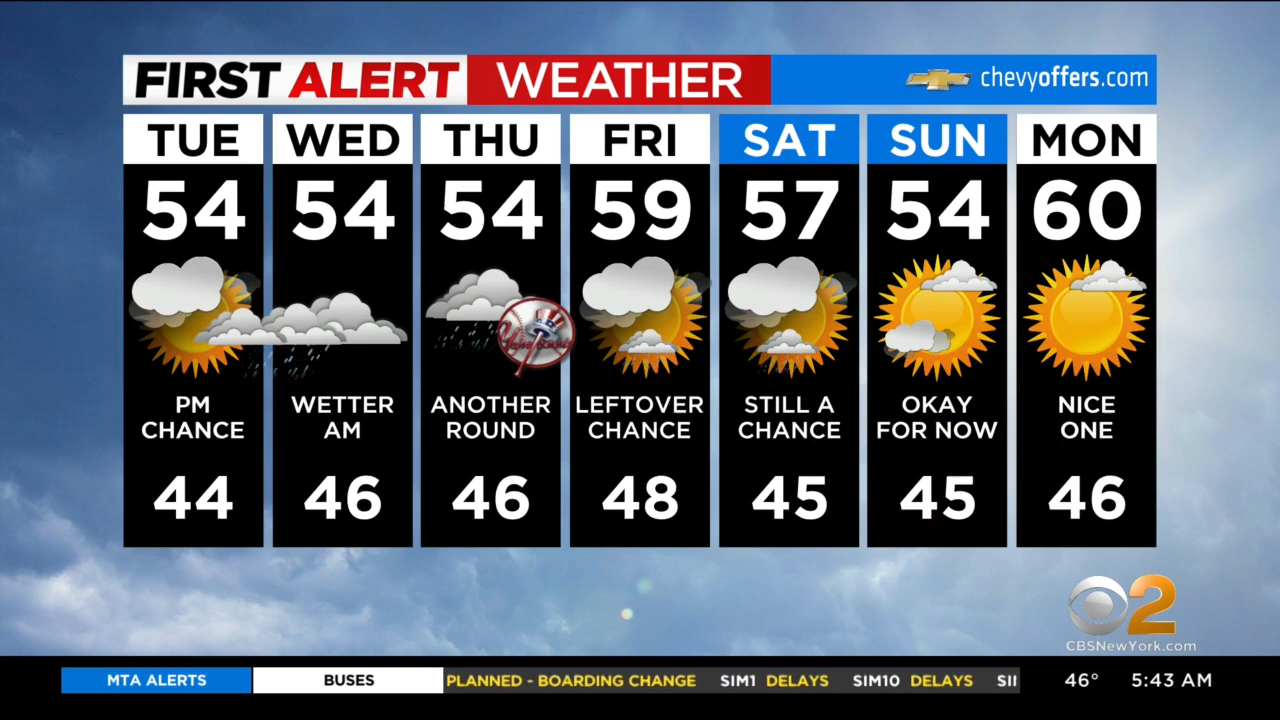 FIRST ALERT WEATHER chevyoffers.com
TUE WED THU FRI SAT SUN MON
54 54 54 59 57 54 60
Yankees
PM CHANCE
WETTER AM
ANOTHER ROUND
LEFTOVER CHANCE
STILL A CHANCE
OKAY FOR NOW
NICE ONE
44 46 46 48 45 45 46
2
CBSNewYork.com
MTA ALERTS BUSES PLANNED - BOARDING CHANGE SIM1 DELAYS SIM10 DELAYS 46° 5:43 AM